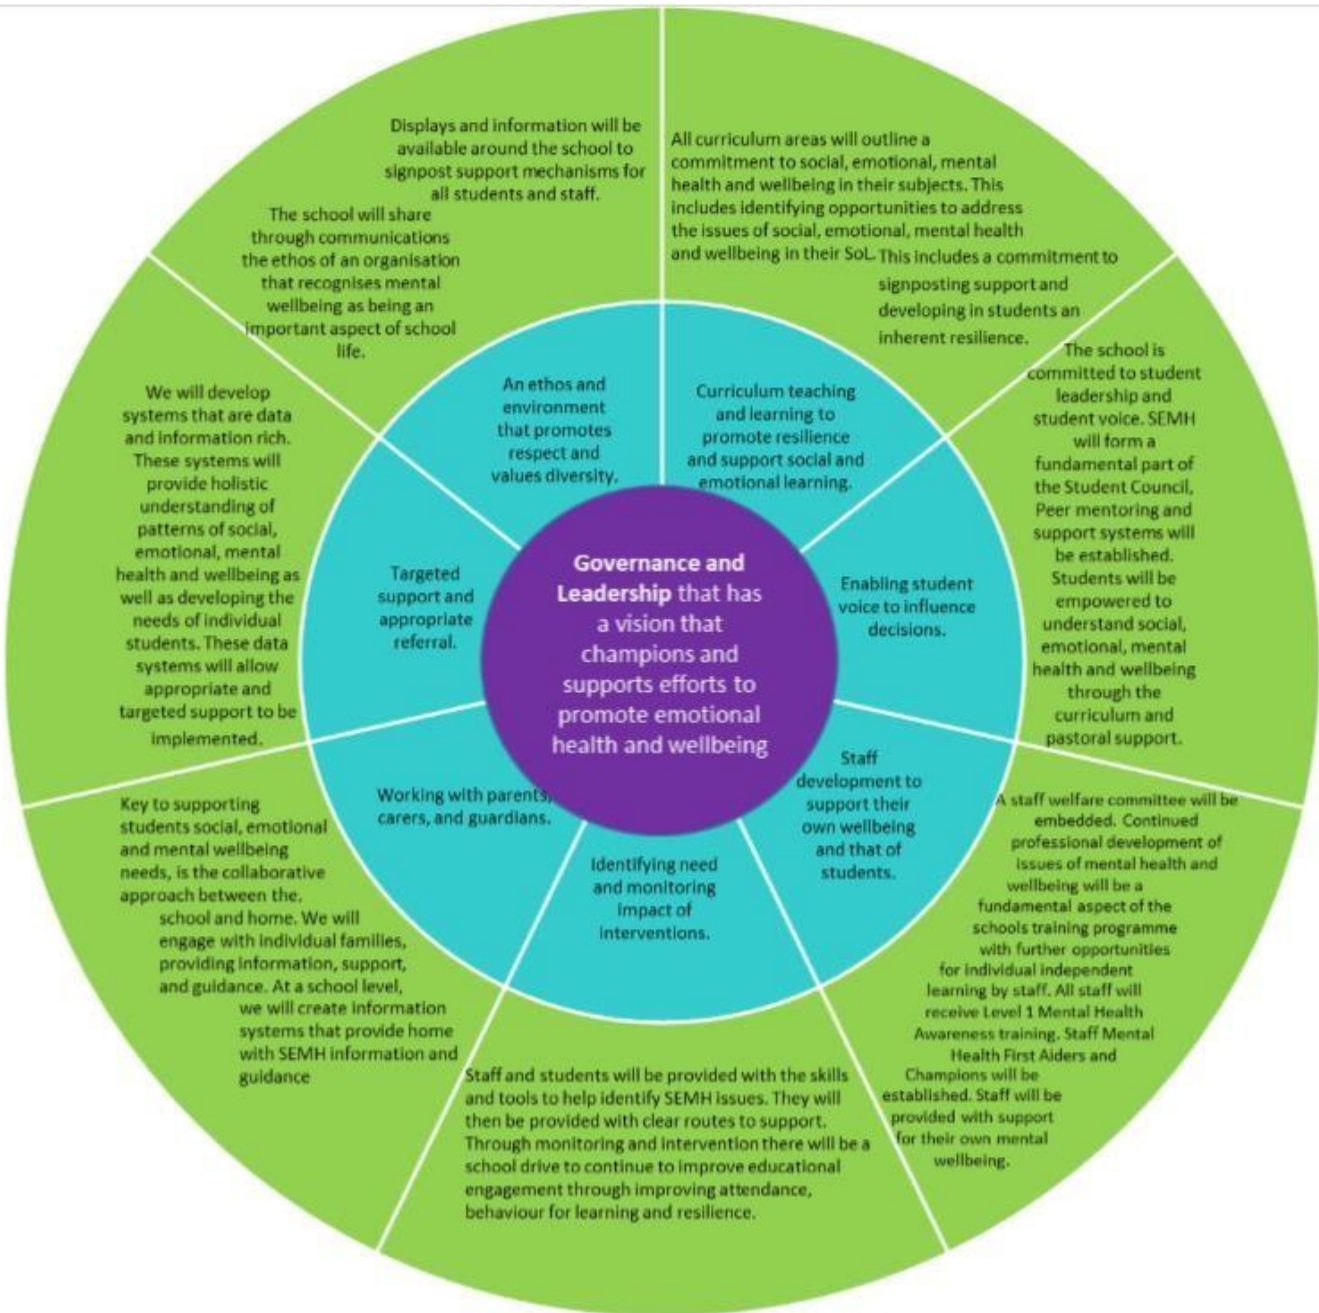 Displays and information will be
available around the school to
signpost support mechanisms for
all students and staff.
The school will share
through communications
the ethos of an organisation
that recognises mental
wellbeing as being an
important aspect of school
life.
All curriculum areas will outline a
commitment to social, emotional, mental
health and wellbeing in their subjects. This
includes identifying opportunities to address
the issues of social, emotional, mental health
and wellbeing in their SoL. This includes a commitment to
signposting support and
developing in students an
inherent resilience.
The school is
committed to student
leadership and
student voice. SEMH
will form a
fundamental part of
the Student Council,
Peer mentoring and
support systems will
be established.
Students will be
empowered to
understand social,
emotional, mental
health and wellbeing
through the
curriculum and
pastoral support.
A staff welfare committee will be
embedded. Continued
professional development of
issues of mental health and
wellbeing will be a
fundamental aspect of the
schools training programme
with further opportunities
for individual independent
learning by staff. All staff will
receive Level 1 Mental Health
Awareness training. Staff Mental
Health First Aiders and
Champions will be
established. Staff will be
provided with support
for their own mental
wellbeing.
Staff and students will be provided with the skills
and tools to help identify SEMH issues. They will
then be provided with clear routes to support.
Through monitoring and intervention there will be a
school drive to continue to improve educational
engagement through improving attendance,
behaviour for learning and resilience.
Key to supporting
students social, emotional
and mental wellbeing
needs, is the collaborative
approach between the.
school and home. We will
engage with individual families,
providing information, support,
and guidance. At a school level,
we will create information
systems that provide home
with SEMH information and
guidance
We will develop
systems that are data
and information rich.
These systems will
provide holistic
understanding of
patterns of social,
emotional, mental
health and wellbeing as
well as developing the
needs of individual
students. These data
systems will allow
appropriate and
targeted support to be
implemented.
An ethos and
environment
that promotes
respect and
values diversity.
Curriculum teaching
and learning to
promote resilience
and support social and
emotional learning.
Enabling student
voice to influence
decisions.
Staff
development to
support their
own wellbeing
and that of
students.
Identifying need
and monitoring
impact of
interventions.
Working with parents,
carers, and guardians.
Targeted
support and
appropriate
referral.
Governance and
Leadership that has
a vision that
champions and
supports efforts to
promote emotional
health and wellbeing